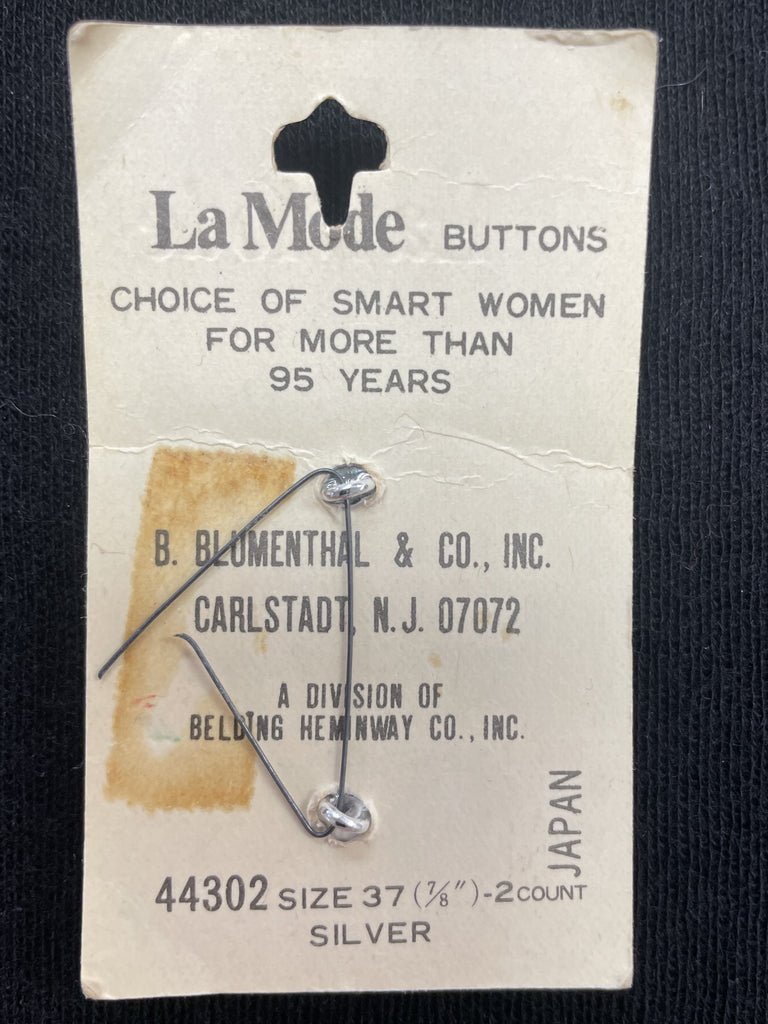 La Mode BUTTONS
CHOICE OF SMART WOMEN
FOR MORE THAN
95 YEARS
B. BLUMENTHAL & CO., INC.
CARLSTADT, N.J. 07072
A DIVISION OF
BELDING HEMINWAY CO., INC.
JAPAN
44302 SIZE 37 (7/8")-2 COUNT
SILVER